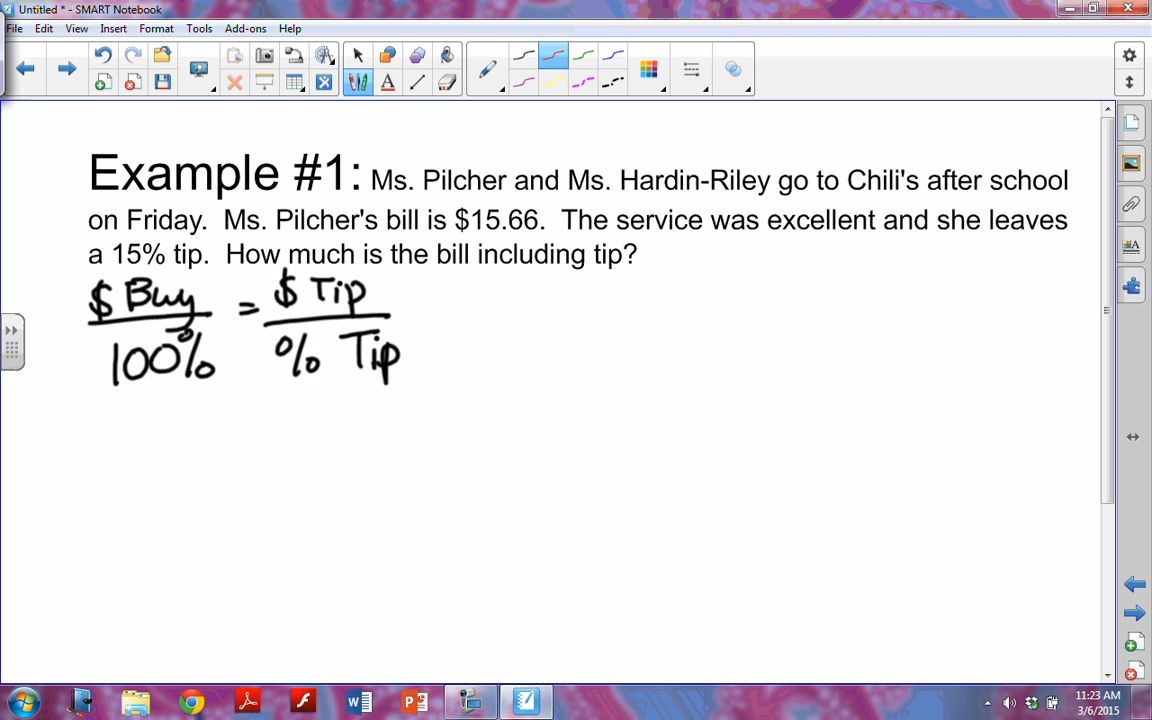 Untitled * - SMART Notebook
File Edit View Insert Format Tools Add-ons Help
Example #1: Ms. Pilcher and Ms. Hardin-Riley go to Chili's after school
on Friday. Ms. Pilcher's bill is $15.66. The service was excellent and she leaves
a 15% tip. How much is the bill including tip?
$ Buy = $ Tip
100% % Tip
11:23 AM
3/6/2015